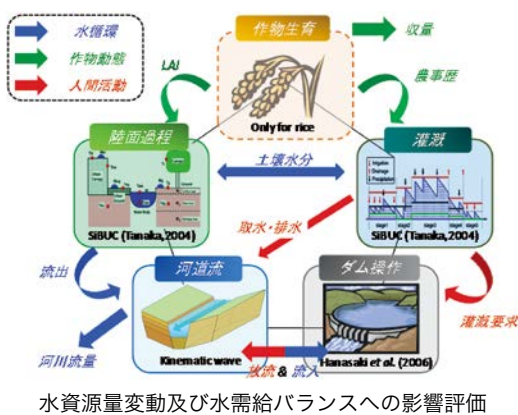 水循環
作物動態
人間活動
作物生育
収量
LAI
農事歴
Only for rice
陸面過程
灌漑
土壌水分
Irrigation
Drainage
Precipitation
stage1
SiBUC (Tanaka, 2004)
SiBUC (Tanaka, 2004)
取水・排水
流出
河道流
ダム操作
灌漑要求
河川流量
Kinematic wave
放流 & 流入
Hanasaki et al. (2006)
水資源量変動及び水需給バランスへの影響評価